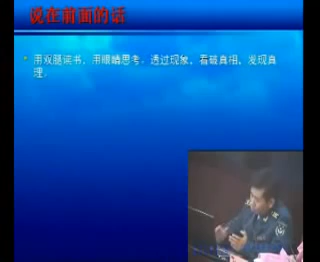 说在前面的话
用双腿读书，用眼睛思考。透过现象、看破真相、发现真
理。